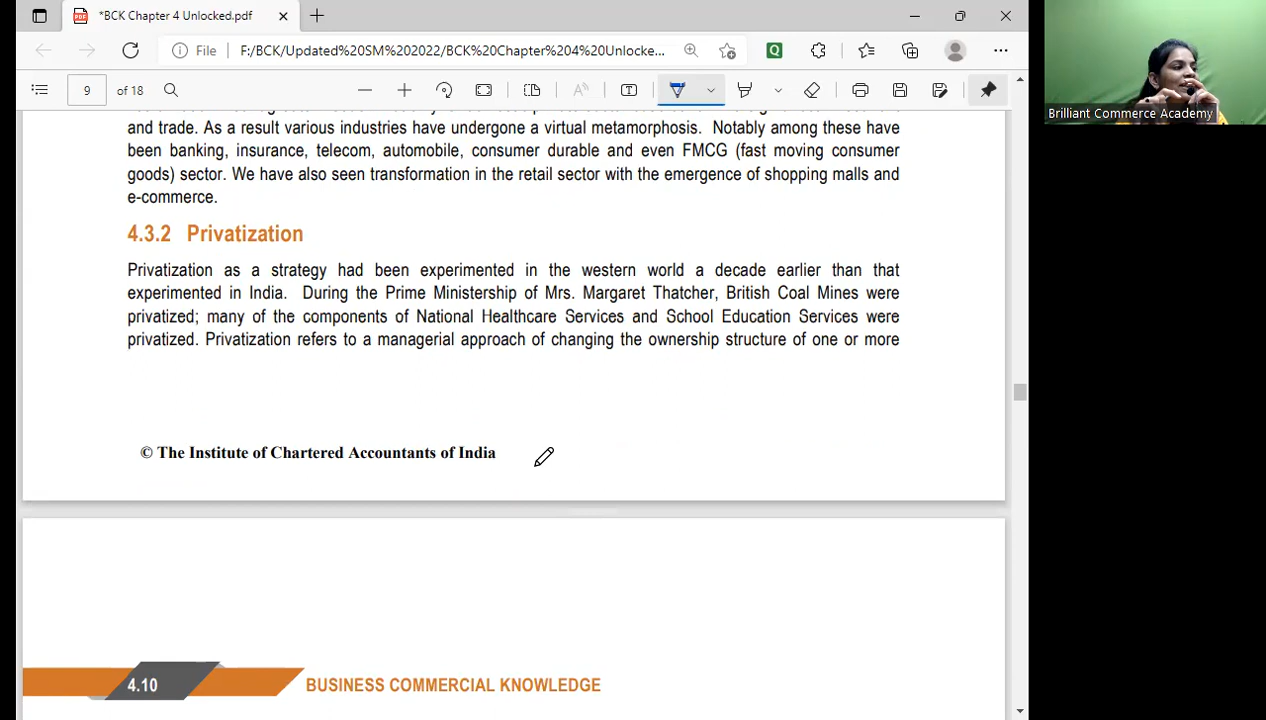 *BCK Chapter 4 Unlocked.pdf
File
F:/BCK/Updated%20SM%202022/BCK%20Chapter%204%20Unlocke...
9 of 18
and trade. As a result various industries have undergone a virtual metamorphosis. Notably among these have
been banking, insurance, telecom, automobile, consumer durable and even FMCG (fast moving consumer
goods) sector. We have also seen transformation in the retail sector with the emergence of shopping malls and
e-commerce.
4.3.2 Privatization
Privatization as a strategy had been experimented in the western world a decade earlier than that
experimented in India. During the Prime Ministership of Mrs. Margaret Thatcher, British Coal Mines were
privatized; many of the components of National Healthcare Services and School Education Services were
privatized. Privatization refers to a managerial approach of changing the ownership structure of one or more
© The Institute of Chartered Accountants of India
4.10 BUSINESS COMMERCIAL KNOWLEDGE
Brilliant Commerce Academy